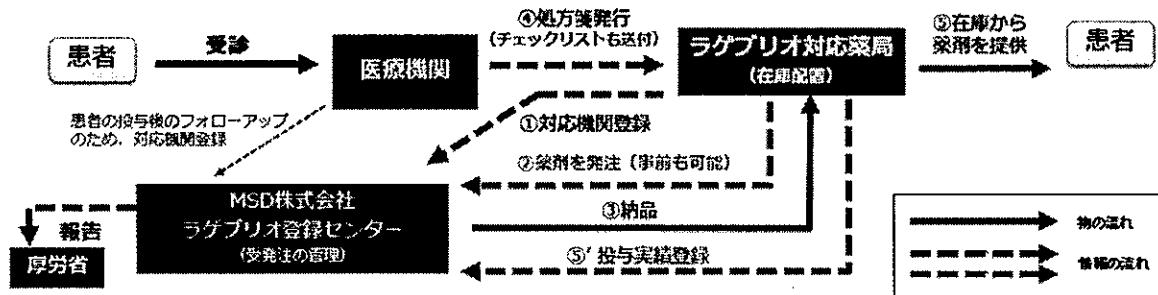 患者
受診
医療機関
④処方箋発行
(チェックリストも送付)
ラゲブリオ対応薬局
(在庫配置)
⑤在庫から
薬剤を提供
患者
患者の投与後のフォローアップ
のため、対応機関登録
①対応機関登録
②薬剤を発注（事前も可能）
MSD株式会社
ラゲブリオ登録センター
(受発注の管理)
③納品
⑤’投与実績登録
報告
厚労省
物の流れ
情報の流れ